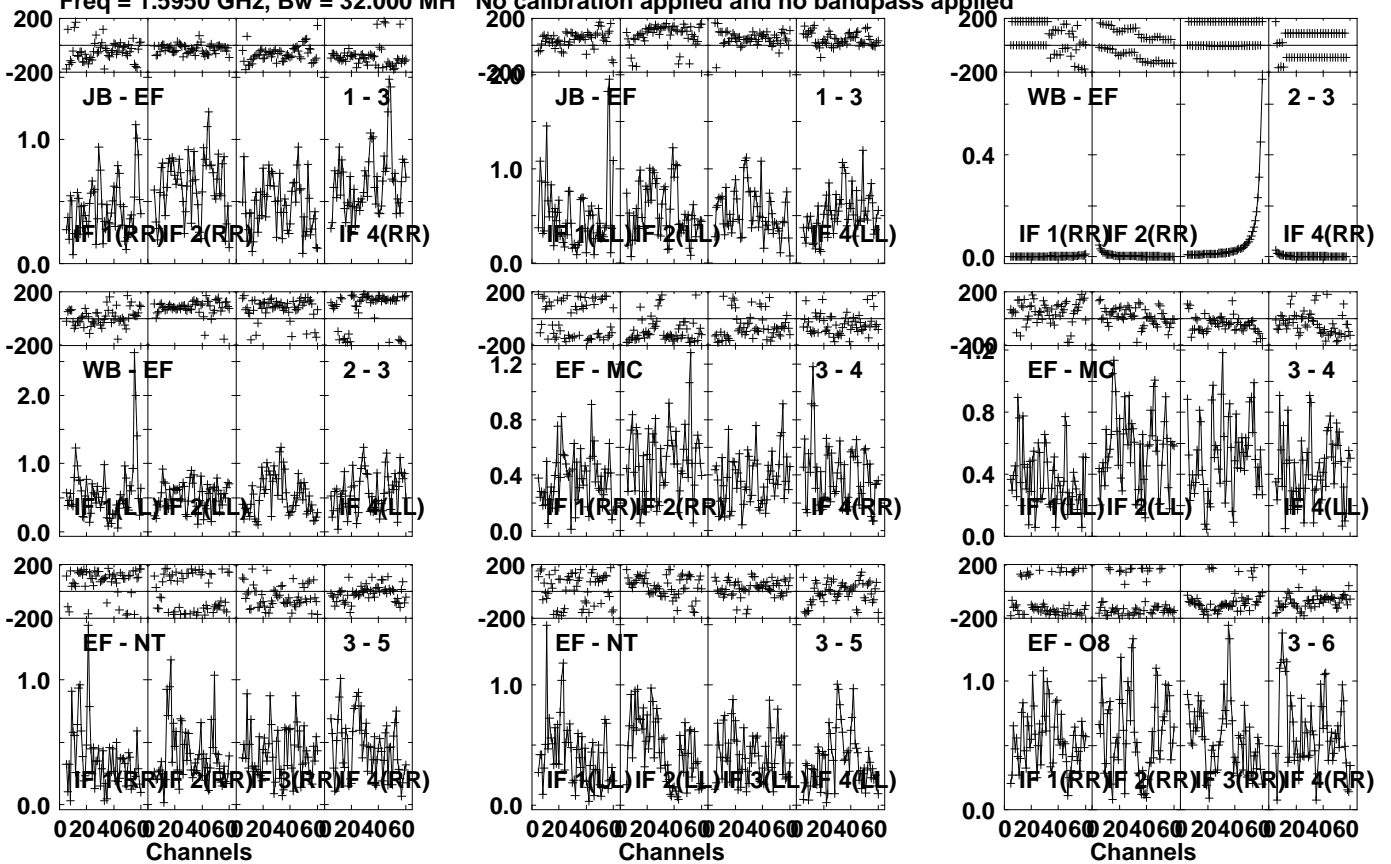 Freq = 1.5950 GHz, Bw = 32.000 MH No calibration applied and no bandpass applied
200 200 200
-200 -200 2.0 -200
JB - EF 1 - 3 JB - EF 1 - 3 WB - EF 2 - 3
1.0 1.0 0.4
IF 1(RR) IF 2(RR) IF 4(RR) IF 1(LL) IF 2(LL) IF 4(LL) IF 1(RR) IF 2(RR) IF 4(RR)
0.0 0.0 0.0
200 200 200
-200 -200 -200 1.2
WB - EF 2 - 3 EF - MC 3 - 4 EF - MC 3 - 4
2.0 1.2 0.8
1.0 0.8 0.4
0.4
IF 1(LL) IF 2(LL) IF 4(LL) IF 1(RR) IF 2(RR) IF 4(RR) IF 1(LL) IF 2(LL) IF 4(LL)
0.0 0.0 0.0
200 200 200
-200 -200 -200
EF - NT 3 - 5 EF - NT 3 - 5 EF - O8 3 - 6
1.0 1.0 1.0
IF 1(RR) IF 2(RR) IF 3(RR) IF 4(RR) IF 1(LL) IF 2(LL) IF 3(LL) IF 4(LL) IF 1(RR) IF 2(RR) IF 3(RR) IF 4(RR)
0.0 0.0 0.0
0 20 40 60 0 20 40 60 0 20 40 60 0 20 40 60 0 20 40 60 0 20 40 60 0 20 40 60 0 20 40 60 0 20 40 60 0 20 40 60 0 20 40 60 0 20 40 60
Channels Channels Channels